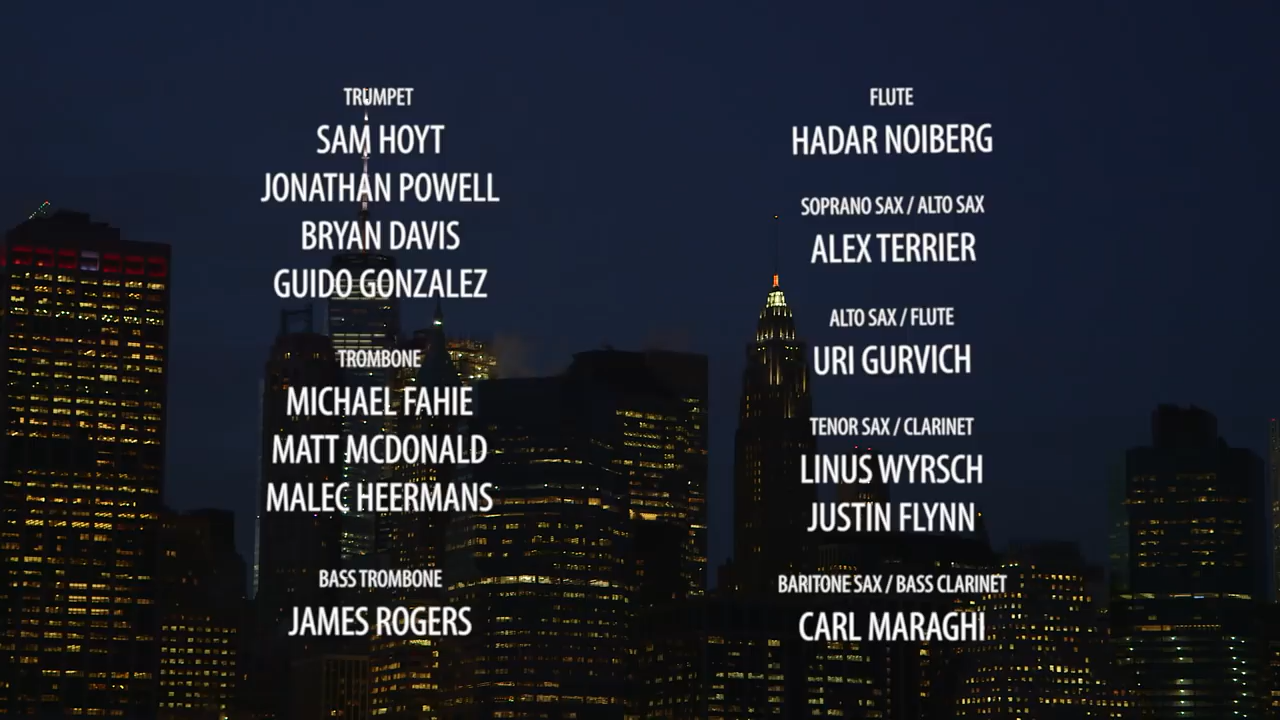 TRUMPET
SAM HOYT
JONATHAN POWELL
BRYAN DAVIS
GUIDO GONZALEZ
TROMBONE
MICHAEL FAHIE
MATT MCDONALD
MALEC HEERMANS
BASS TROMBONE
JAMES ROGERS
FLUTE
HADAR NOIBERG
SOPRANO SAX / ALTO SAX
ALEX TERRIER
ALTO SAX / FLUTE
URI GURVICH
TENOR SAX / CLARINET
LINUS WYRSCH
JUSTIN FLYNN
BARITONE SAX / BASS CLARINET
CARL MARAGHI